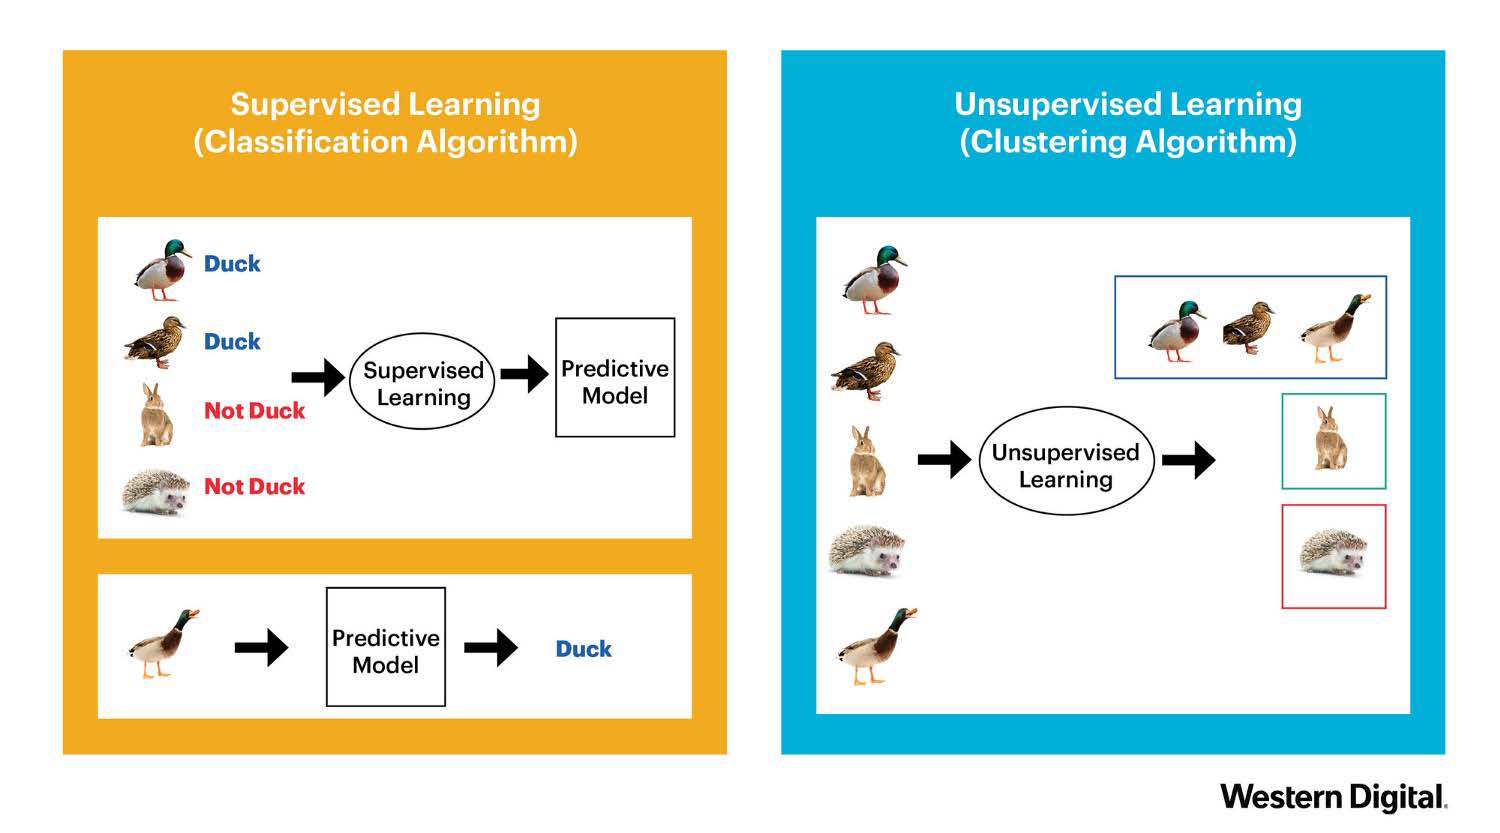 Supervised Learning
(Classification Algorithm)
Duck
Duck
Not Duck
Not Duck
Supervised
Learning
Predictive
Model
Predictive
Model
Duck
Unsupervised Learning
(Clustering Algorithm)
Unsupervised
Learning
Western Digital®